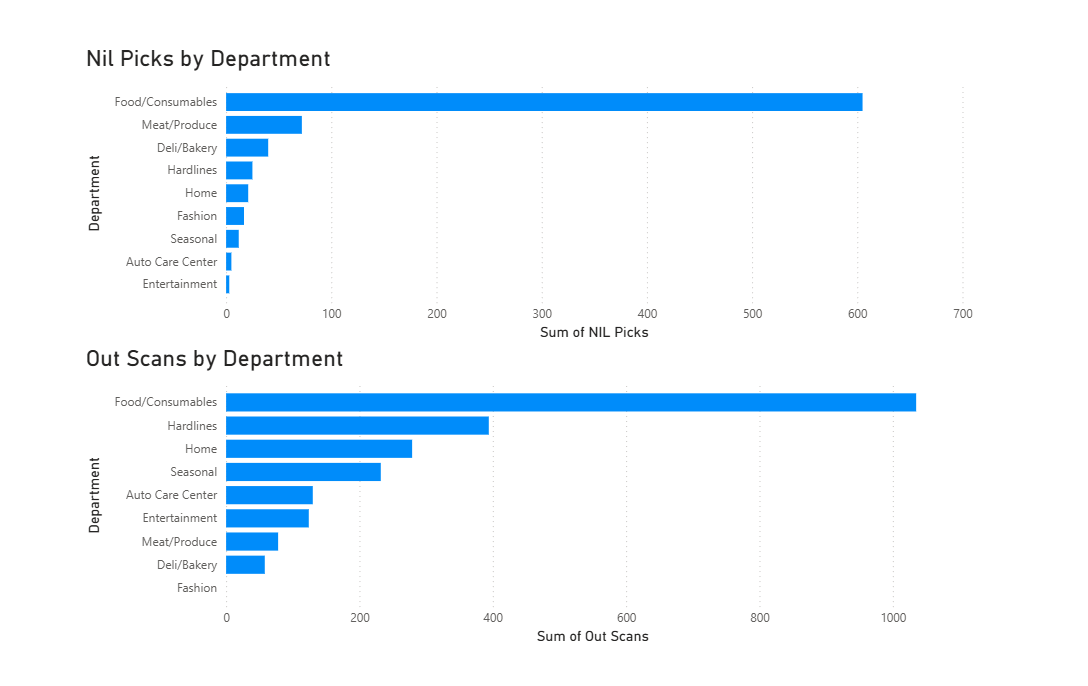 Nil Picks by Department
Department
Food/Consumables
Meat/Produce
Deli/Bakery
Hardlines
Home
Fashion
Seasonal
Auto Care Center
Entertainment
0 100 200 300 400 500 600 700
Sum of NIL Picks
Out Scans by Department
Department
Food/Consumables
Hardlines
Home
Seasonal
Auto Care Center
Entertainment
Meat/Produce
Deli/Bakery
Fashion
0 200 400 600 800 1000
Sum of Out Scans